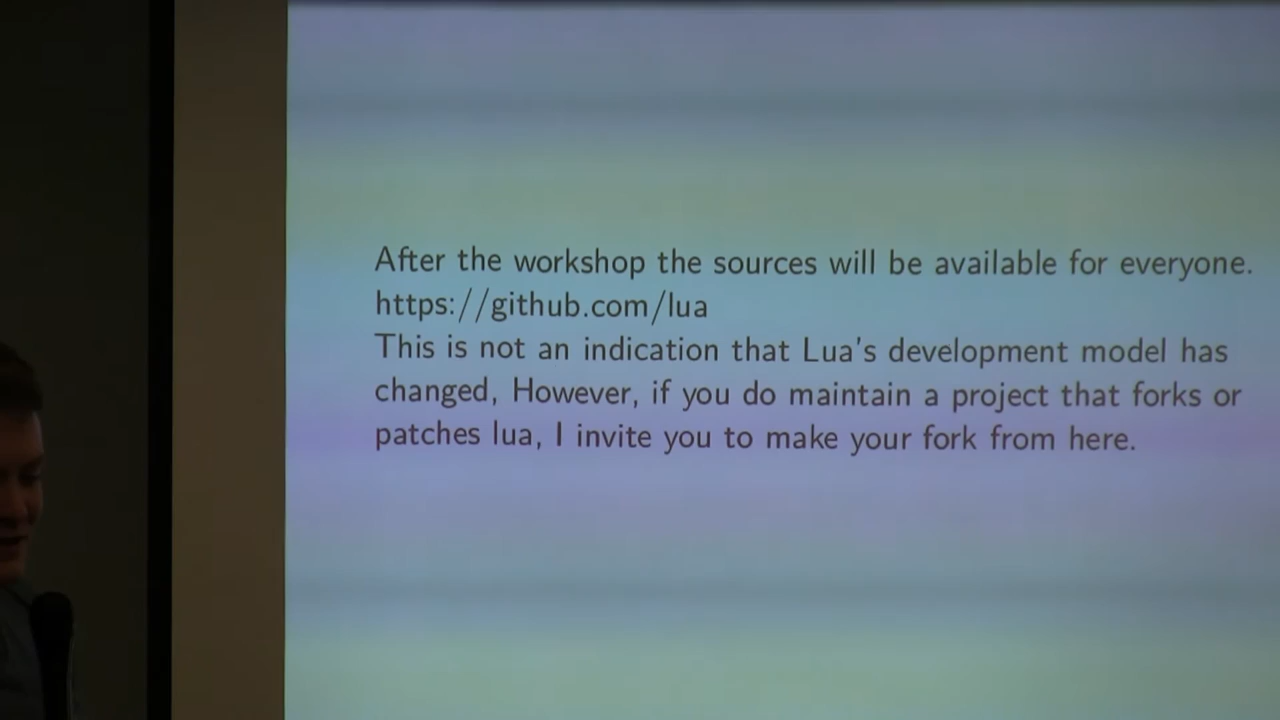 After the workshop the sources will be available for everyone.
https://github.com/lua
This is not an indication that Lua's development model has
changed, However, if you do maintain a project that forks or
patches lua, I invite you to make your fork from here.